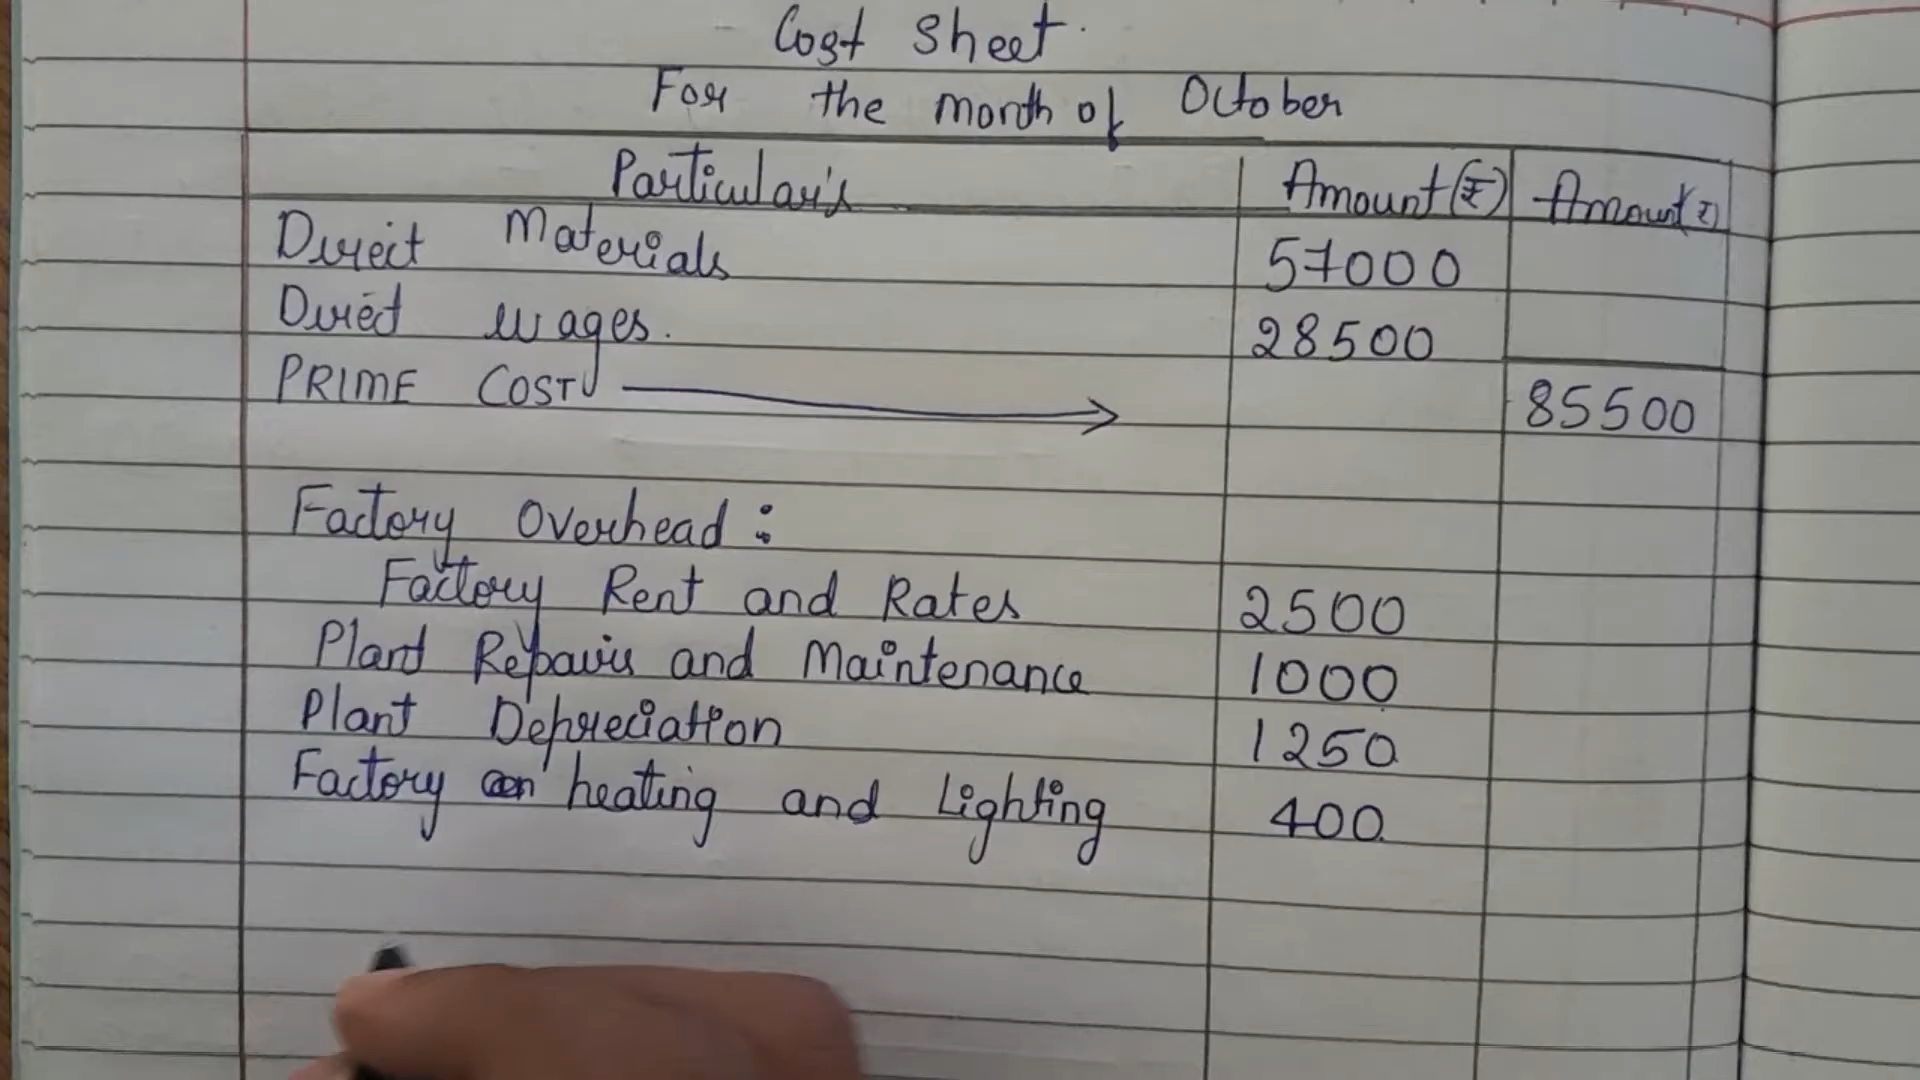 Cost Sheet.
For the month of October
Particulars Amount(₹) Amount(₹)
Direct Materials 57000
Direct wages. 28500
PRIME COST 85500
Factory Overhead :
Factory Rent and Rates 2500
Plant Repairs and Maintenance 1000
Plant Depreciation 1250
Factory heating and Lighting 400